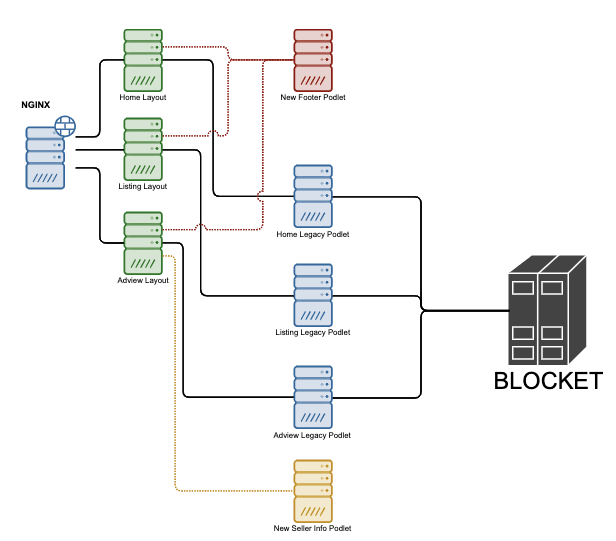 Home Layout
New Footer Podlet
NGINX
Listing Layout
Home Legacy Podlet
Adview Layout
Listing Legacy Podlet
BLOCKET
Adview Legacy Podlet
New Seller Info Podlet